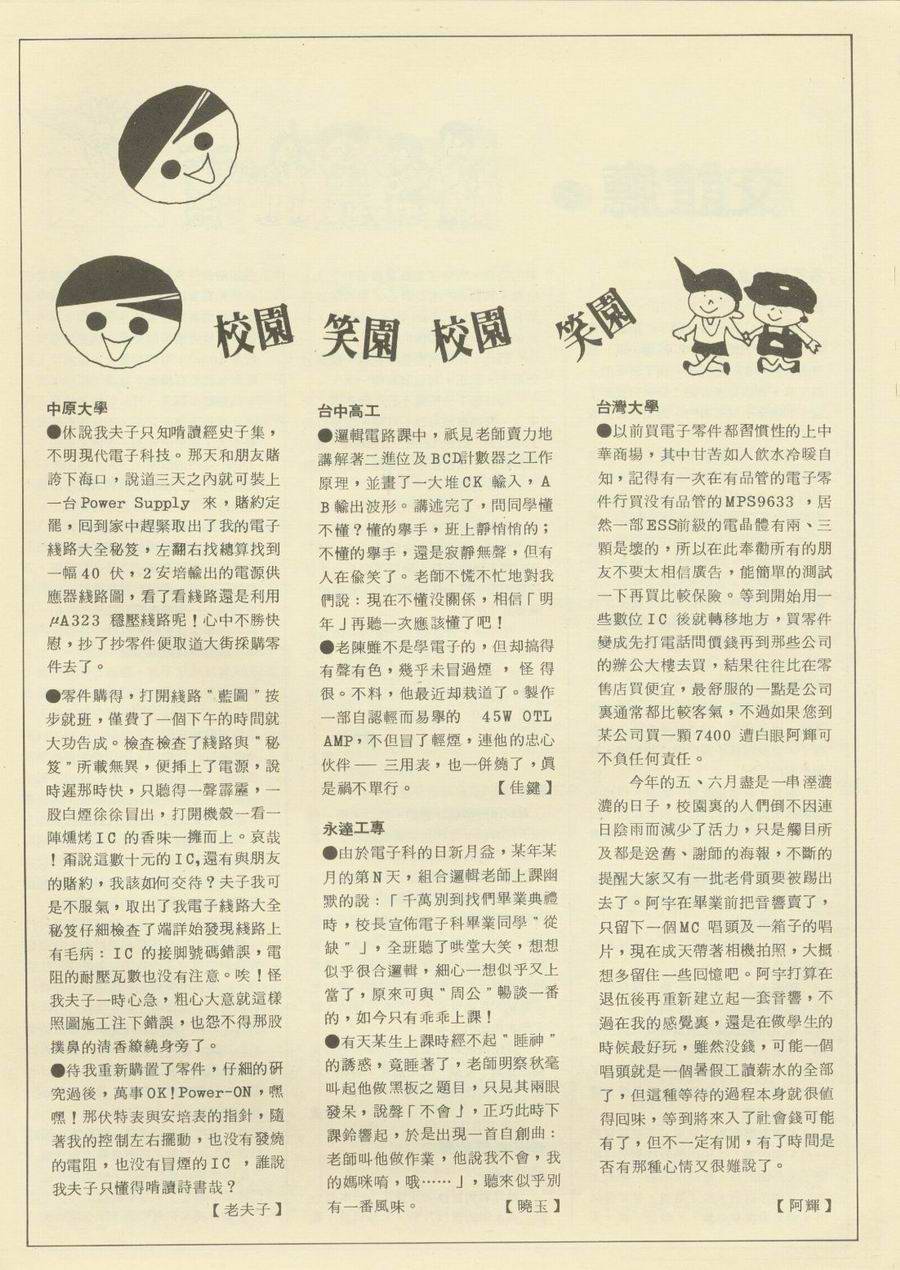 校園 笑園 校園 笑園
中原大學
●休說我夫子只知啃讀經史子集，
不明現代電子科技。那天和朋友賭
誇下海口，說道三天之內就可裝上
一台Power Supply 來，賭約定
罷，回到家中趕緊取出了我的電子
綫路大全秘笈，左翻右找總算找到
一幅40 伏，2安培輸出的電源供
應器綫路圖，看了看綫路還是利用
μA323 穩壓綫路呢！心中不勝快
慰，抄了抄零件便取道大街採購零
件去了。
●零件購得，打開綫路〝藍圖〞按
步就班，僅費了一個下午的時間就
大功告成。檢查檢查了綫路與〝秘
笈〞所載無異，便揷上了電源，說
時遲那時快，只聽得一聲霹靂，一
股白煙徐徐冒出，打開機殼一看一
陣燻烤IC 的香味一擁而上。哀哉
！甭說這數十元的IC,還有與朋友
的賭約，我該如何交待？夫子我可
是不服氣，取出了我電子綫路大全
秘笈仔細檢查了端詳始發現綫路上
有毛病：IC 的接脚號碼錯誤，電
阻的耐壓瓦數也没有注意。唉！怪
我夫子一時心急，粗心大意就這樣
照圖施工注下錯誤，也怨不得那股
撲鼻的清香繚繞身旁了。
●待我重新購置了零件，仔細的研
究過後，萬事OK！Power-ON，嘿
嘿！那伏特表與安培表的指針，隨
著我的控制左右擺動，也没有發燒
的電阻，也没有冒煙的IC ，誰說
我夫子只懂得啃讀詩書哉？
【老夫子】
台中高工
●邏輯電路課中，祇見老師賣力地
講解著二進位及BCD計數器之工作
原理，並畫了一大堆CK 輸入，A
B輸出波形。講述完了，問同學懂
不懂？懂的擧手，班上靜悄悄的；
不懂的擧手，還是寂靜無聲，但有
人在偸笑了。老師不慌不忙地對我
們說：現在不懂没關係，相信「明
年」再聽一次應該懂了吧！
●老陳雖不是學電子的，但却搞得
有聲有色，幾乎未冒過煙 ，怪 得
很。不料，他最近却栽道了。製作
一部自認輕而易擧的 45W OTL
AMP，不但冒了輕煙，連他的忠心
伙伴── 三用表，也一併燒了，眞
是禍不單行。 【佳鍵】
永達工專
●由於電子科的日新月益，某年某
月的第N天，組合邏輯老師上課幽
默的說：「千萬別到找們畢業典禮
時，校長宣佈電子科畢業同學〝從
缺〞」，全班聽了哄堂大笑，想想
似乎很合邏輯，細心一想似乎又上
當了，原來可與〝周公〞暢談一番
的，如今只有乖乖上課！
●有天某生上課時經不起〝睡神〞
的誘惑，竟睡著了，老師明察秋毫
叫起他做黑板之題目，只見其兩眼
發呆，說聲「不會」，正巧此時下
課鈴響起，於是出現一首自創曲：
老師叫他做作業，他說我不會，我
的媽咪唷，哦……」，聽來似乎別
有一番風味。 【曉玉】
台灣大學
●以前買電子零件都習慣性的上中
華商場，其中甘苦如人飲水冷暖自
知，記得有一次在有品管的電子零
件行買没有品管的MPS9633 ，居
然一部ESS前級的電晶體有兩、三
顆是壞的，所以在此奉勸所有的朋
友不要太相信廣告，能簡單的測試
一下再買比較保險。等到開始用一
些數位IC 後就轉移地方，買零件
變成先打電話問價錢再到那些公司
的辦公大樓去買，結果往往比在零
售店買便宜，最舒服的一點是公司
裏通常都比較客氣，不過如果您到
某公司買一顆7400 遭白眼阿輝可
不負任何責任。
今年的五、六月盡是一串溼漉
漉的日子，校園裏的人們倒不因連
日陰雨而減少了活力，只是觸目所
及都是送舊、謝師的海報，不斷的
提醒大家又有一批老骨頭要被踢出
去了。阿宇在畢業前把音響賣了，
只留下一個MC 唱頭及一箱子的唱
片，現在成天帶著相機拍照，大概
想多留住一些回憶吧。阿宇打算在
退伍後再重新建立起一套音響，不
過在我的感覺裏，還是在做學生的
時候最好玩，雖然没錢，可能一個
唱頭就是一個暑假工讀薪水的全部
了，但這種等待的過程本身就很値
得回味，等到將來入了社會錢可能
有了，但不一定有閒，有了時間是
否有那種心情又很難說了。
【阿輝】